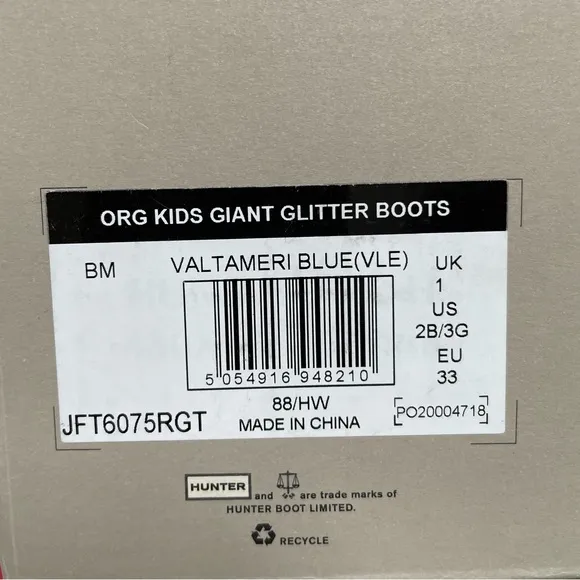 ORG KIDS GIANT GLITTER BOOTS
BM VALTAMERI BLUE(VLE) UK
1
US
2B/3G
EU
33
5 054916 948210
88/HW
JFT6075RGT MADE IN CHINA PO20004718
HUNTER and are trade marks of
HUNTER BOOT LIMITED.
RECYCLE